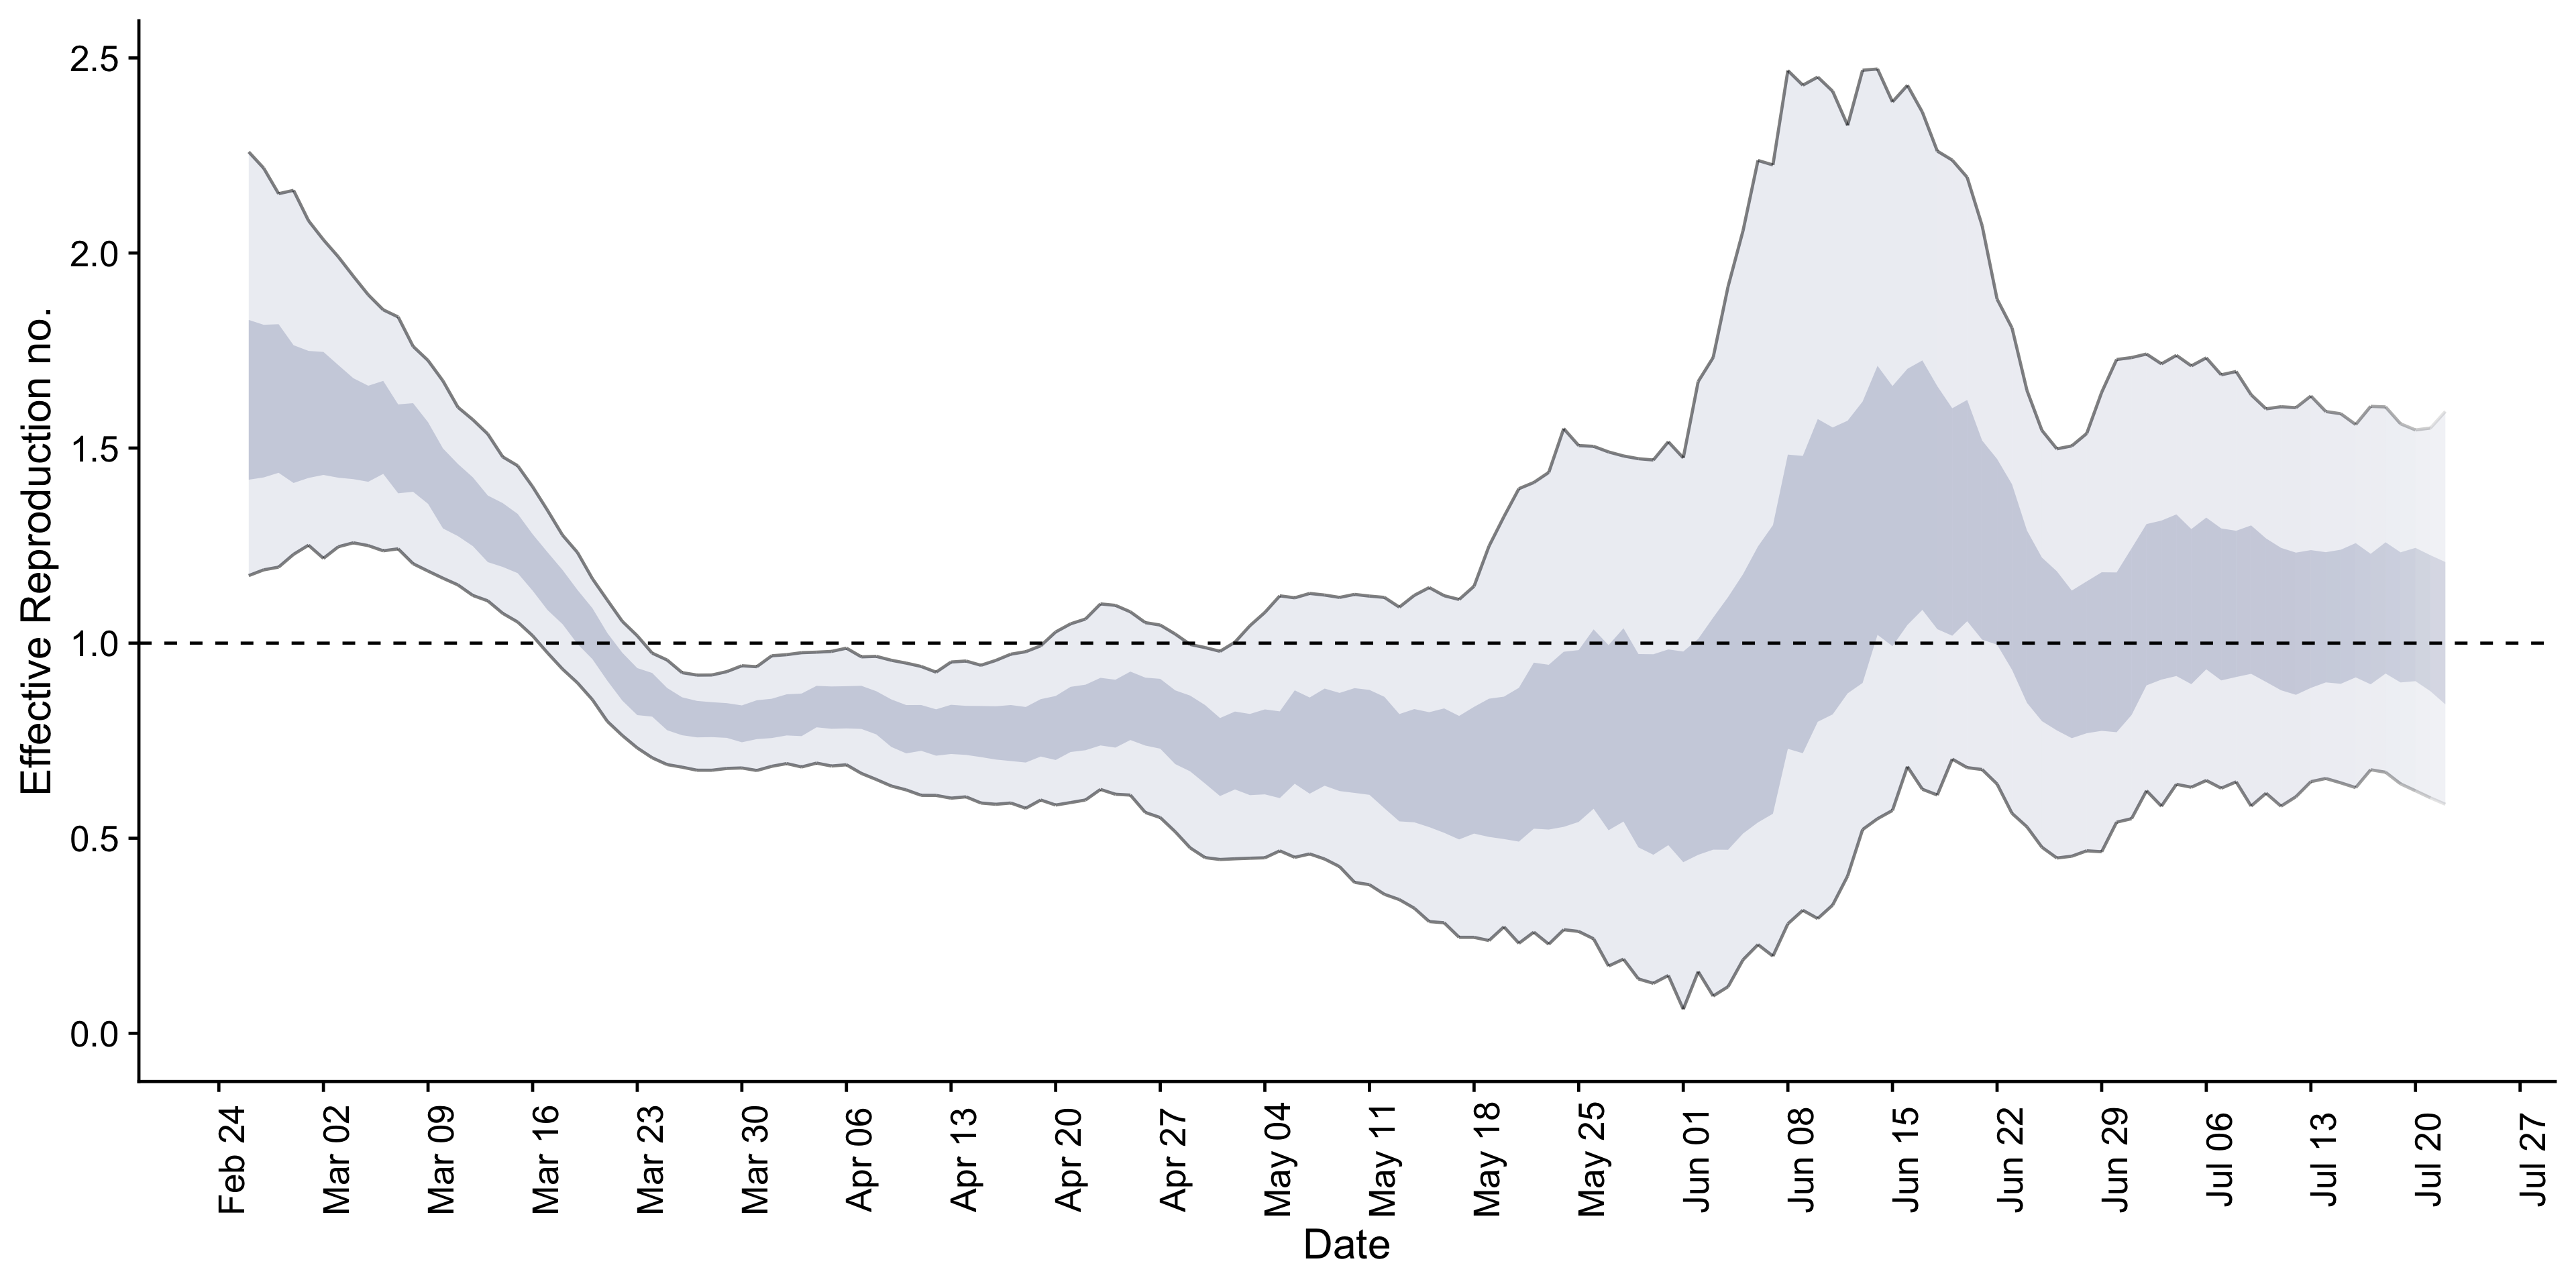 Effective Reproduction no.
2.5
2.0
1.5
1.0
0.5
0.0
Feb 24
Mar 02
Mar 09
Mar 16
Mar 23
Mar 30
Apr 06
Apr 13
Apr 20
Apr 27
May 04
May 11
May 18
May 25
Jun 01
Jun 08
Jun 15
Jun 22
Jun 29
Jul 06
Jul 13
Jul 20
Jul 27
Date